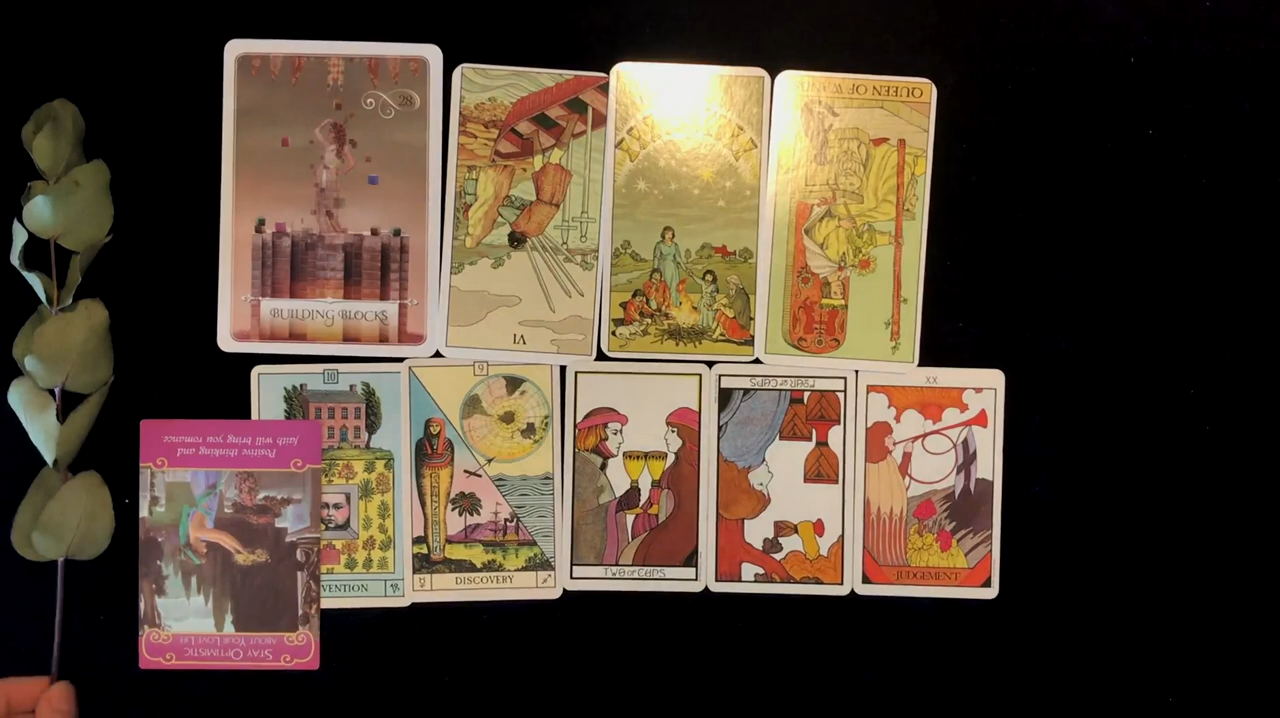 28
BUILDING BLOCKS
VI
QUEEN OF WANDS
10
VENTION
9
DISCOVERY
TWO OF CUPS
FOUR OF CUPS
XX
JUDGEMENT
Positive thinking and
faith will bring you romance.
STAY OPTIMISTIC
ABOUT YOUR LOVE LIFE